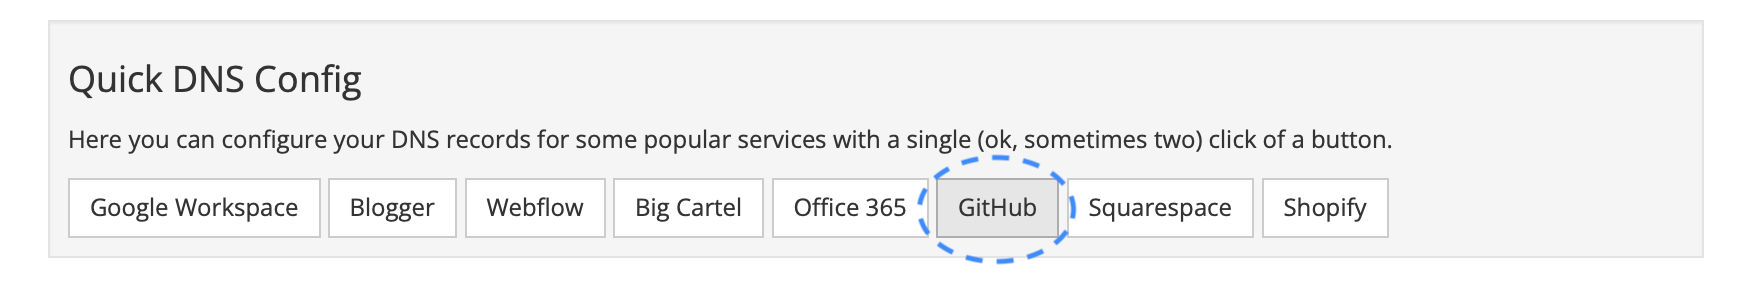 Quick DNS Config
Here you can configure your DNS records for some popular services with a single (ok, sometimes two) click of a button.
Google Workspace Blogger Webflow Big Cartel Office 365 GitHub Squarespace Shopify